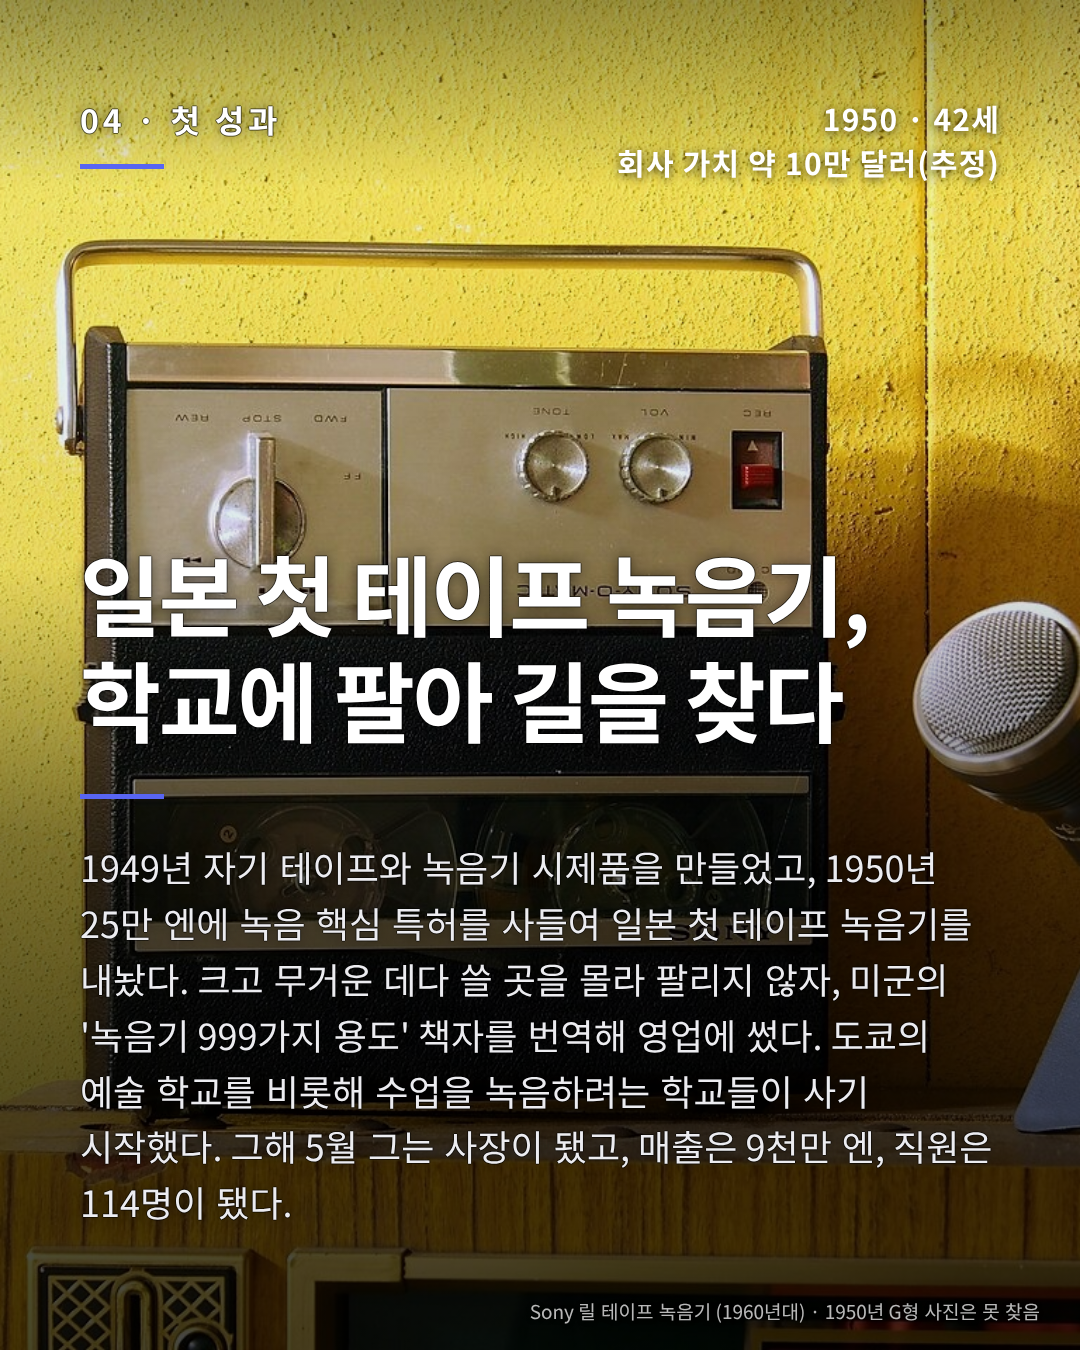 04 · 첫 성과
1950 · 42세
회사 가치 약 10만 달러(추정)
REW STOP FWD
FF
TONE VOL REC
HIGH LOW MAX MIN
SONY-O-MATIC
일본 첫 테이프 녹음기,
학교에 팔아 길을 찾다
2
1949년 자기 테이프와 녹음기 시제품을 만들었고, 1950년
25만 엔에 녹음 핵심 특허를 사들여 일본 첫 테이프 녹음기를
SONY
내놨다. 크고 무거운 데다 쓸 곳을 몰라 팔리지 않자, 미군의
'녹음기 999가지 용도' 책자를 번역해 영업에 썼다. 도쿄의
예술 학교를 비롯해 수업을 녹음하려는 학교들이 사기
시작했다. 그해 5월 그는 사장이 됐고, 매출은 9천만 엔, 직원은
114명이 됐다.
Sony 릴 테이프 녹음기 (1960년대) · 1950년 G형 사진은 못 찾음